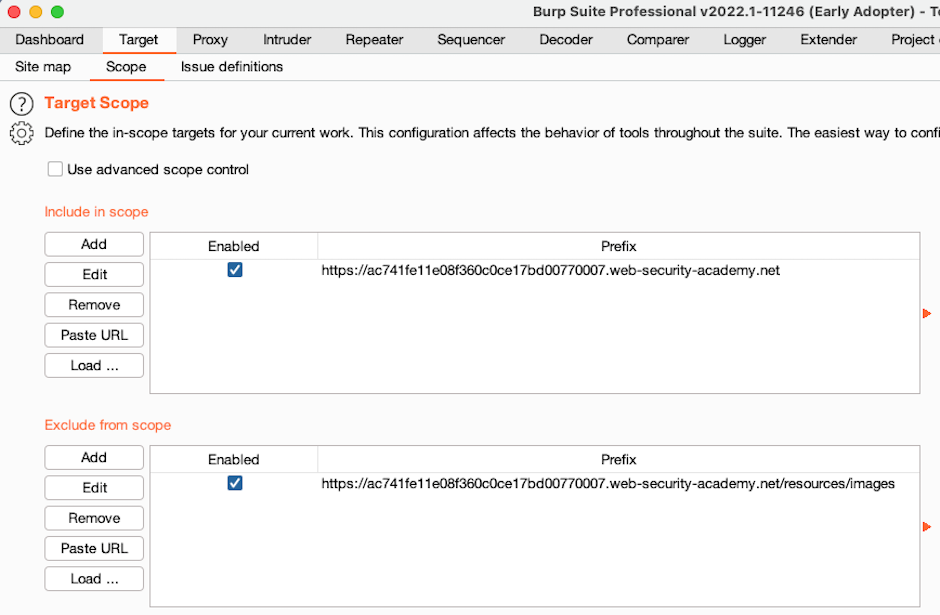 Burp Suite Professional v2022.1-11246 (Early Adopter) - T
Dashboard Target Proxy Intruder Repeater Sequencer Decoder Comparer Logger Extender Project
Site map Scope Issue definitions
? Target Scope
Define the in-scope targets for your current work. This configuration affects the behavior of tools throughout the suite. The easiest way to confi
Use advanced scope control
Include in scope
Add
Edit
Remove
Paste URL
Load ...
Enabled Prefix
https://ac741fe11e08f360c0ce17bd00770007.web-security-academy.net
Exclude from scope
Add
Edit
Remove
Paste URL
Load ...
Enabled Prefix
https://ac741fe11e08f360c0ce17bd00770007.web-security-academy.net/resources/images